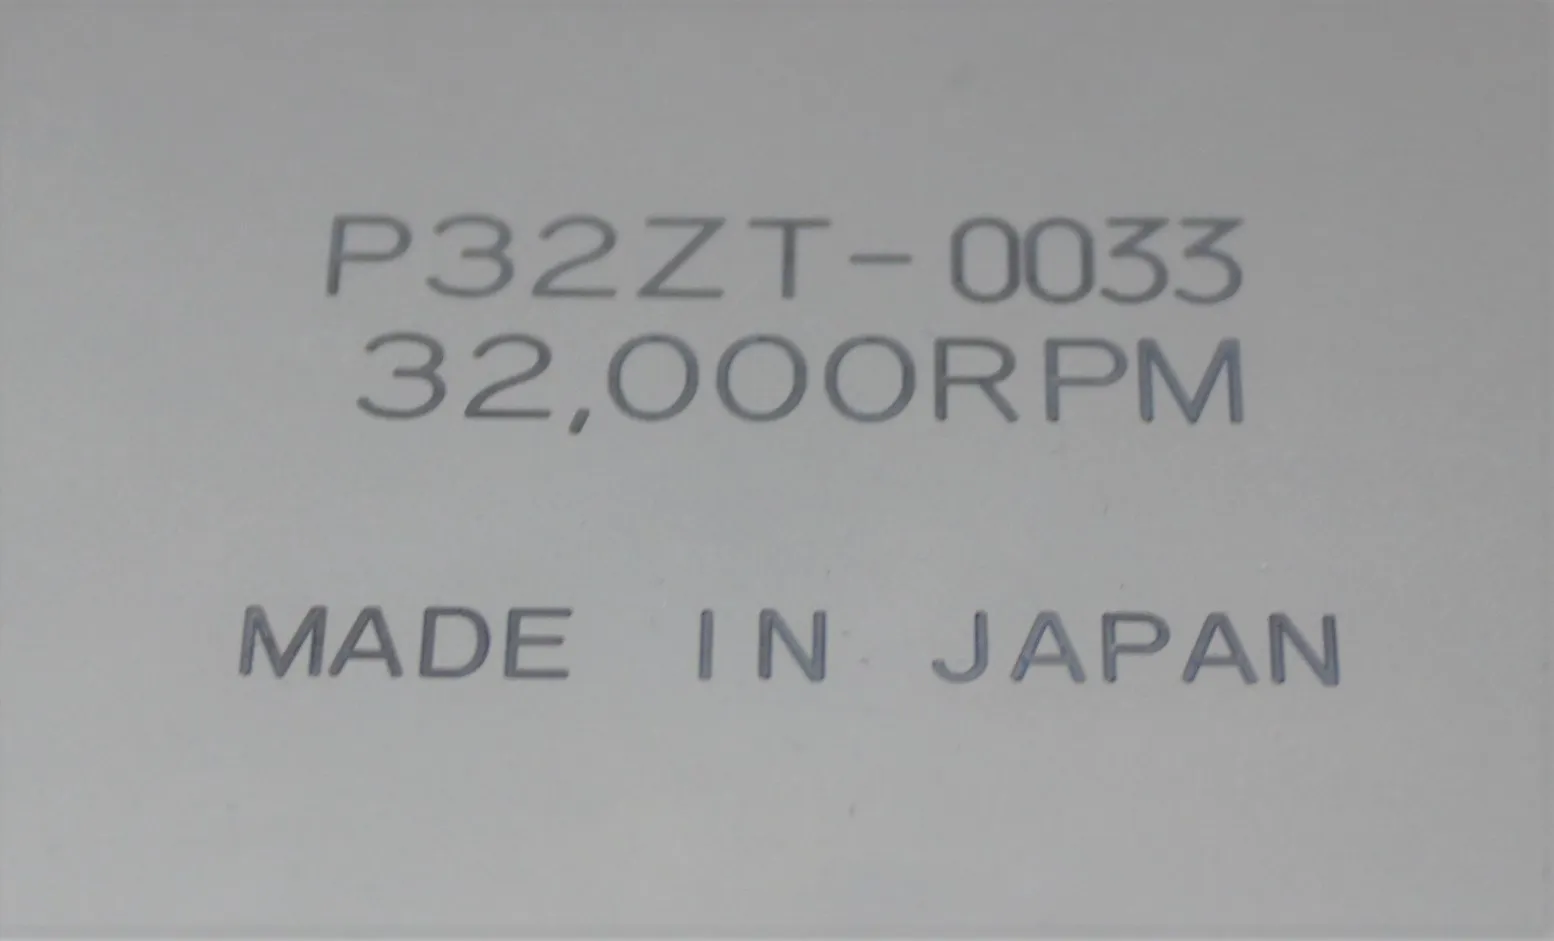 P32ZT-0033
32,000RPM
MADE IN JAPAN